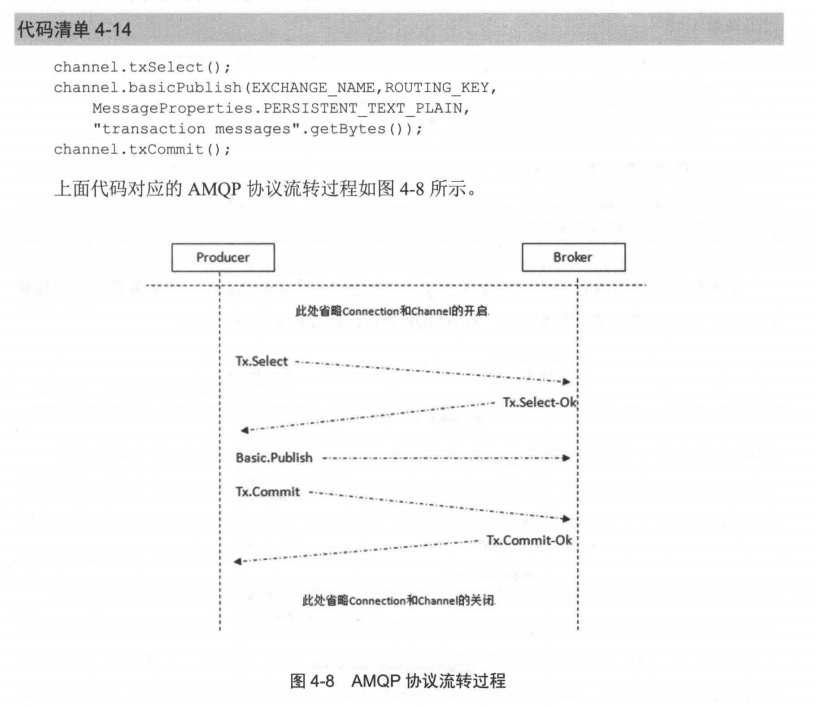 代码清单 4-14
channel.txSelect();
channel.basicPublish(EXCHANGE_NAME,ROUTING_KEY,
MessageProperties.PERSISTENT_TEXT_PLAIN,
"transaction messages".getBytes());
channel.txCommit();
上面代码对应的 AMQP 协议流转过程如图 4-8 所示。
Producer
Broker
此处省略Connection和Channel的开启.
Tx.Select
Tx.Select-Ok
Basic.Publish
Tx.Commit
Tx.Commit-Ok
此处省略Connection和Channel的关闭.
图 4-8 AMQP 协议流转过程